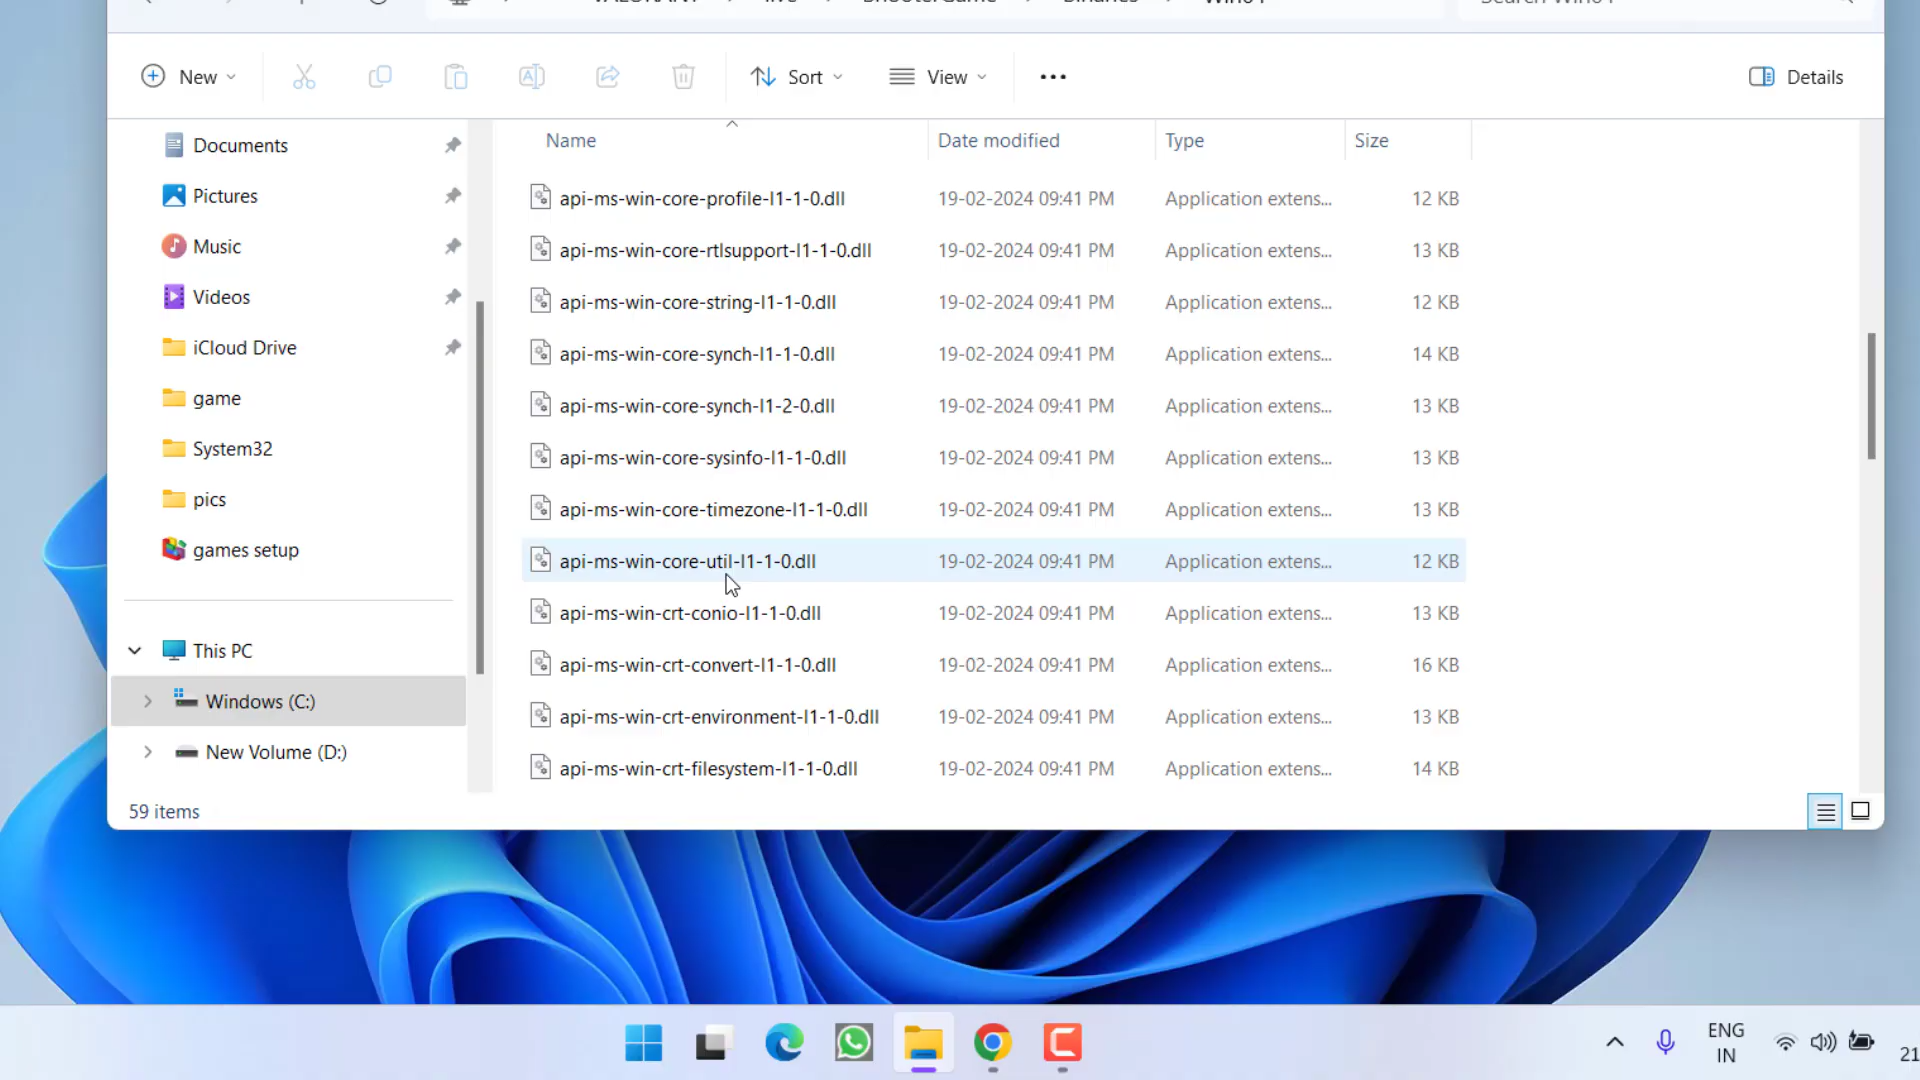 New
Sort
View
Details
Documents
Pictures
Music
Videos
iCloud Drive
game
System32
pics
games setup
This PC
Windows (C:)
New Volume (D:)
Name Date modified Type Size
api-ms-win-core-profile-l1-1-0.dll 19-02-2024 09:41 PM Application extens... 12 KB
api-ms-win-core-rtlsupport-l1-1-0.dll 19-02-2024 09:41 PM Application extens... 13 KB
api-ms-win-core-string-l1-1-0.dll 19-02-2024 09:41 PM Application extens... 12 KB
api-ms-win-core-synch-l1-1-0.dll 19-02-2024 09:41 PM Application extens... 14 KB
api-ms-win-core-synch-l1-2-0.dll 19-02-2024 09:41 PM Application extens... 13 KB
api-ms-win-core-sysinfo-l1-1-0.dll 19-02-2024 09:41 PM Application extens... 13 KB
api-ms-win-core-timezone-l1-1-0.dll 19-02-2024 09:41 PM Application extens... 13 KB
api-ms-win-core-util-l1-1-0.dll 19-02-2024 09:41 PM Application extens... 12 KB
api-ms-win-crt-conio-l1-1-0.dll 19-02-2024 09:41 PM Application extens... 13 KB
api-ms-win-crt-convert-l1-1-0.dll 19-02-2024 09:41 PM Application extens... 16 KB
api-ms-win-crt-environment-l1-1-0.dll 19-02-2024 09:41 PM Application extens... 13 KB
api-ms-win-crt-filesystem-l1-1-0.dll 19-02-2024 09:41 PM Application extens... 14 KB
59 items
ENG
IN
21